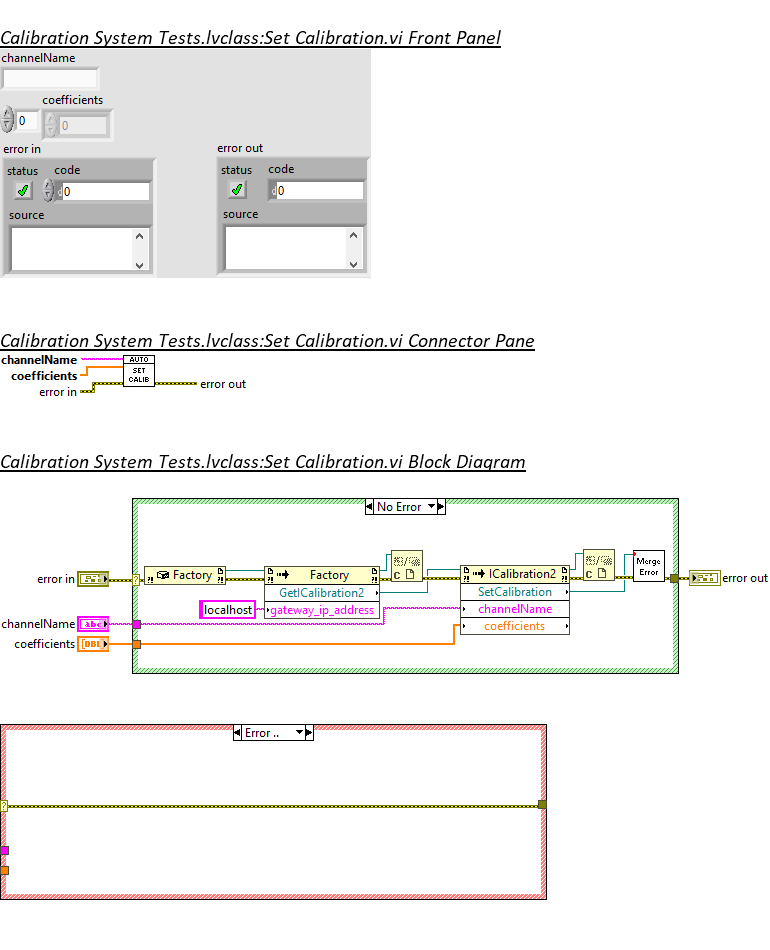 Calibration System Tests.lvclass:Set Calibration.vi Front Panel
channelName
coefficients
0
0
error in
error out
status code
0
status code
0
source
source
Calibration System Tests.lvclass:Set Calibration.vi Connector Pane
channelName
coefficients
error in
AUTO
SET
CALIB
error out
Calibration System Tests.lvclass:Set Calibration.vi Block Diagram
No Error
error in
?
Factory
Factory
GetICalibration2
localhost
gateway_ip_address
C
ICalibration2
SetCalibration
channelName
coefficients
C
Merge
Error
error out
channelName
abc
coefficients
[DBL]
Error ..
?